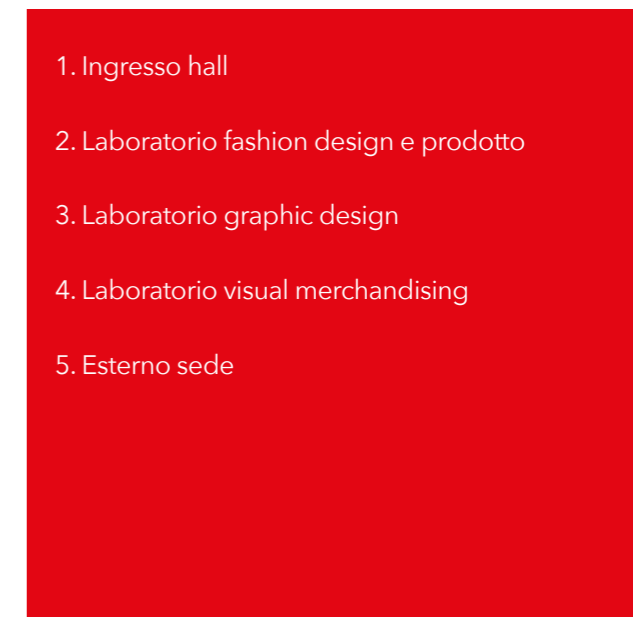 1. Ingresso hall
2. Laboratorio fashion design e prodotto
3. Laboratorio graphic design
4. Laboratorio visual merchandising
5. Esterno sede